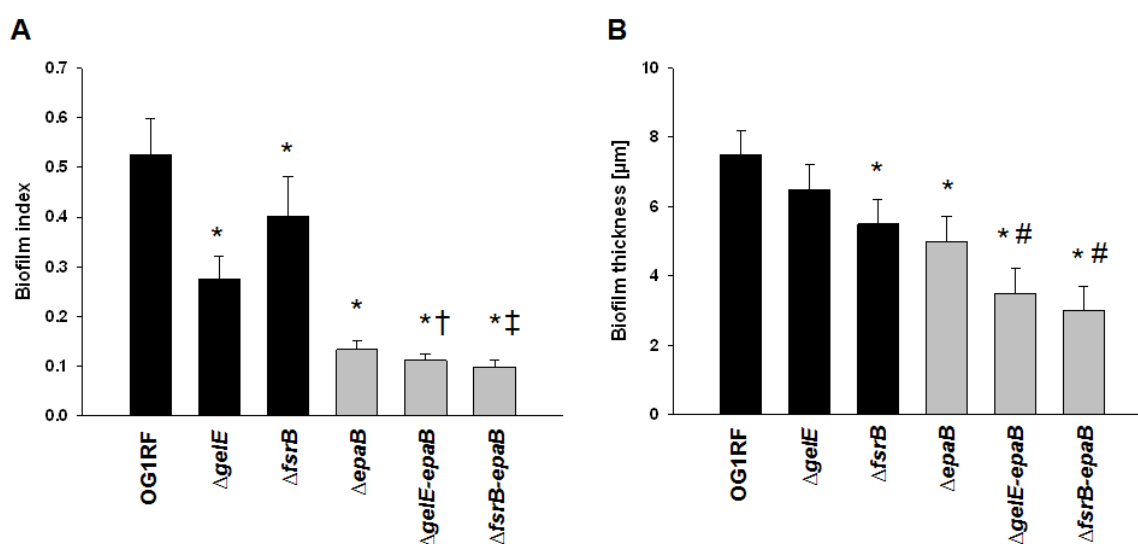 A
Biofilm index
0.7
0.6
0.5
0.4
0.3
0.2
0.1
0.0
*
*
*
*†
*‡
OG1RF
ΔgelE
ΔfsrB
ΔepaB
ΔgelE-epaB
ΔfsrB-epaB
B
Biofilm thickness [µm]
10
8
6
4
2
0
*
*
* #
* #
OG1RF
ΔgelE
ΔfsrB
ΔepaB
ΔgelE-epaB
ΔfsrB-epaB